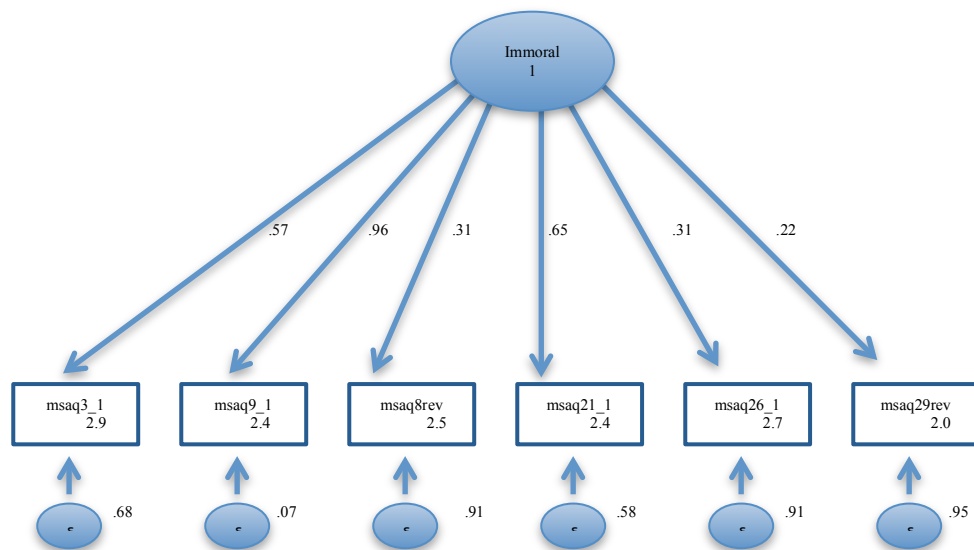 Immoral
1
.57
.96
.31
.65
.31
.22
msaq3_1
2.9
msaq9_1
2.4
msaq8rev
2.5
msaq21_1
2.4
msaq26_1
2.7
msaq29rev
2.0
.68
.07
.91
.58
.91
.95